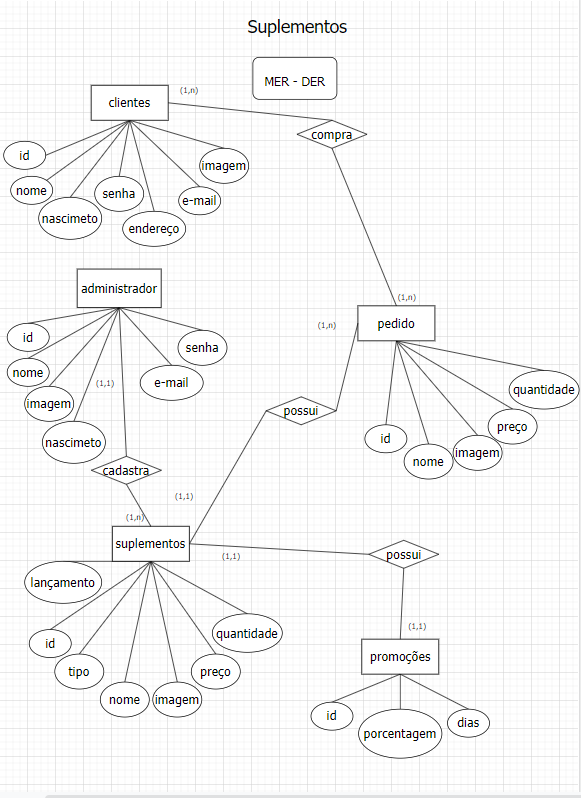 Suplementos
MER - DER
clientes
(1,n)
compra
id
nome
nascimeto
senha
endereço
e-mail
imagem
administrador
id
nome
imagem
nascimeto
(1,1)
senha
e-mail
cadastra
(1,n)
(1,n)
pedido
possui
id
nome
imagem
preço
quantidade
(1,1)
(1,n)
suplementos
(1,1)
possui
lançamento
id
tipo
nome
imagem
preço
quantidade
(1,1)
promoções
id
porcentagem
dias